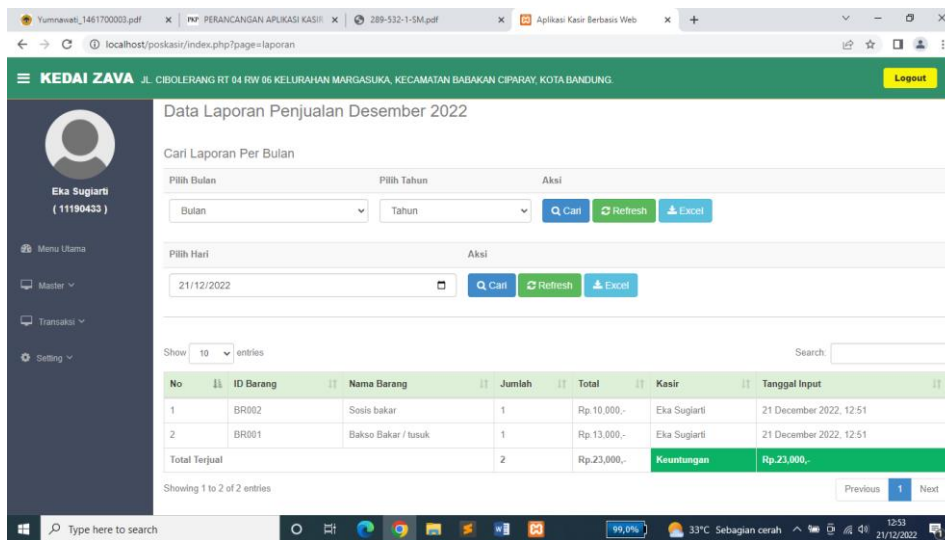 Yumnawati_1461700003.pdf
PERANCANGAN APLIKASI KASIR
289-532-1-SM.pdf
Aplikasi Kasir Berbasis Web
localhost/poskasir/index.php?page=laporan
KEDAI ZAVA JL. CIBOLERANG RT 04 RW 06 KELURAHAN MARGASUKA, KECAMATAN BABAKAN CIPARAY, KOTA BANDUNG.
Logout
Eka Sugiarti
( 11190433 )
Menu Utama
Master
Transaksi
Setting
Data Laporan Penjualan Desember 2022
Cari Laporan Per Bulan
Pilih Bulan Pilih Tahun Aksi
Bulan Tahun Cari Refresh Excel
Pilih Hari Aksi
21/12/2022 Cari Refresh Excel
Show 10 entries Search:
No ID Barang Nama Barang Jumlah Total Kasir Tanggal Input
1 BR002 Sosis bakar 1 Rp.10,000,- Eka Sugiarti 21 December 2022, 12:51
2 BR001 Bakso Bakar / tusuk 1 Rp.13,000,- Eka Sugiarti 21 December 2022, 12:51
Total Terjual 2 Rp.23,000,- Keuntungan Rp.23,000,-
Showing 1 to 2 of 2 entries Previous 1 Next
Type here to search 99,0% 33°C Sebagian cerah 12:53
21/12/2022